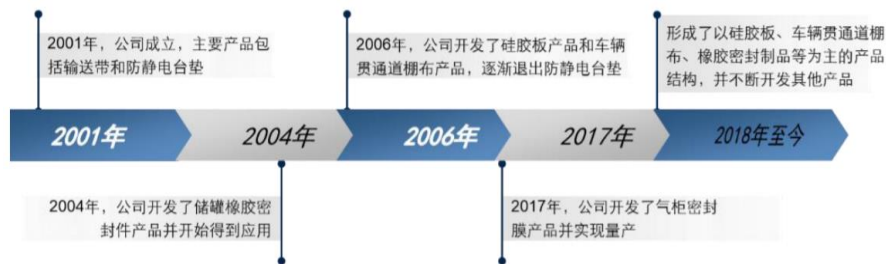 2001年，公司成立，主要产品包
括输送带和防静电台垫
2006年，公司开发了硅胶板产品和车辆
贯通道棚布产品，逐渐退出防静电台垫
形成了以硅胶板、车辆贯通道棚
布、橡胶密封制品等为主的产品
结构，并不断开发其他产品
2001年
2004年
2006年
2017年
2018年至今
2004年，公司开发了储罐橡胶密
封件产品并开始得到应用
2017年，公司开发了气柜密封
膜产品并实现量产